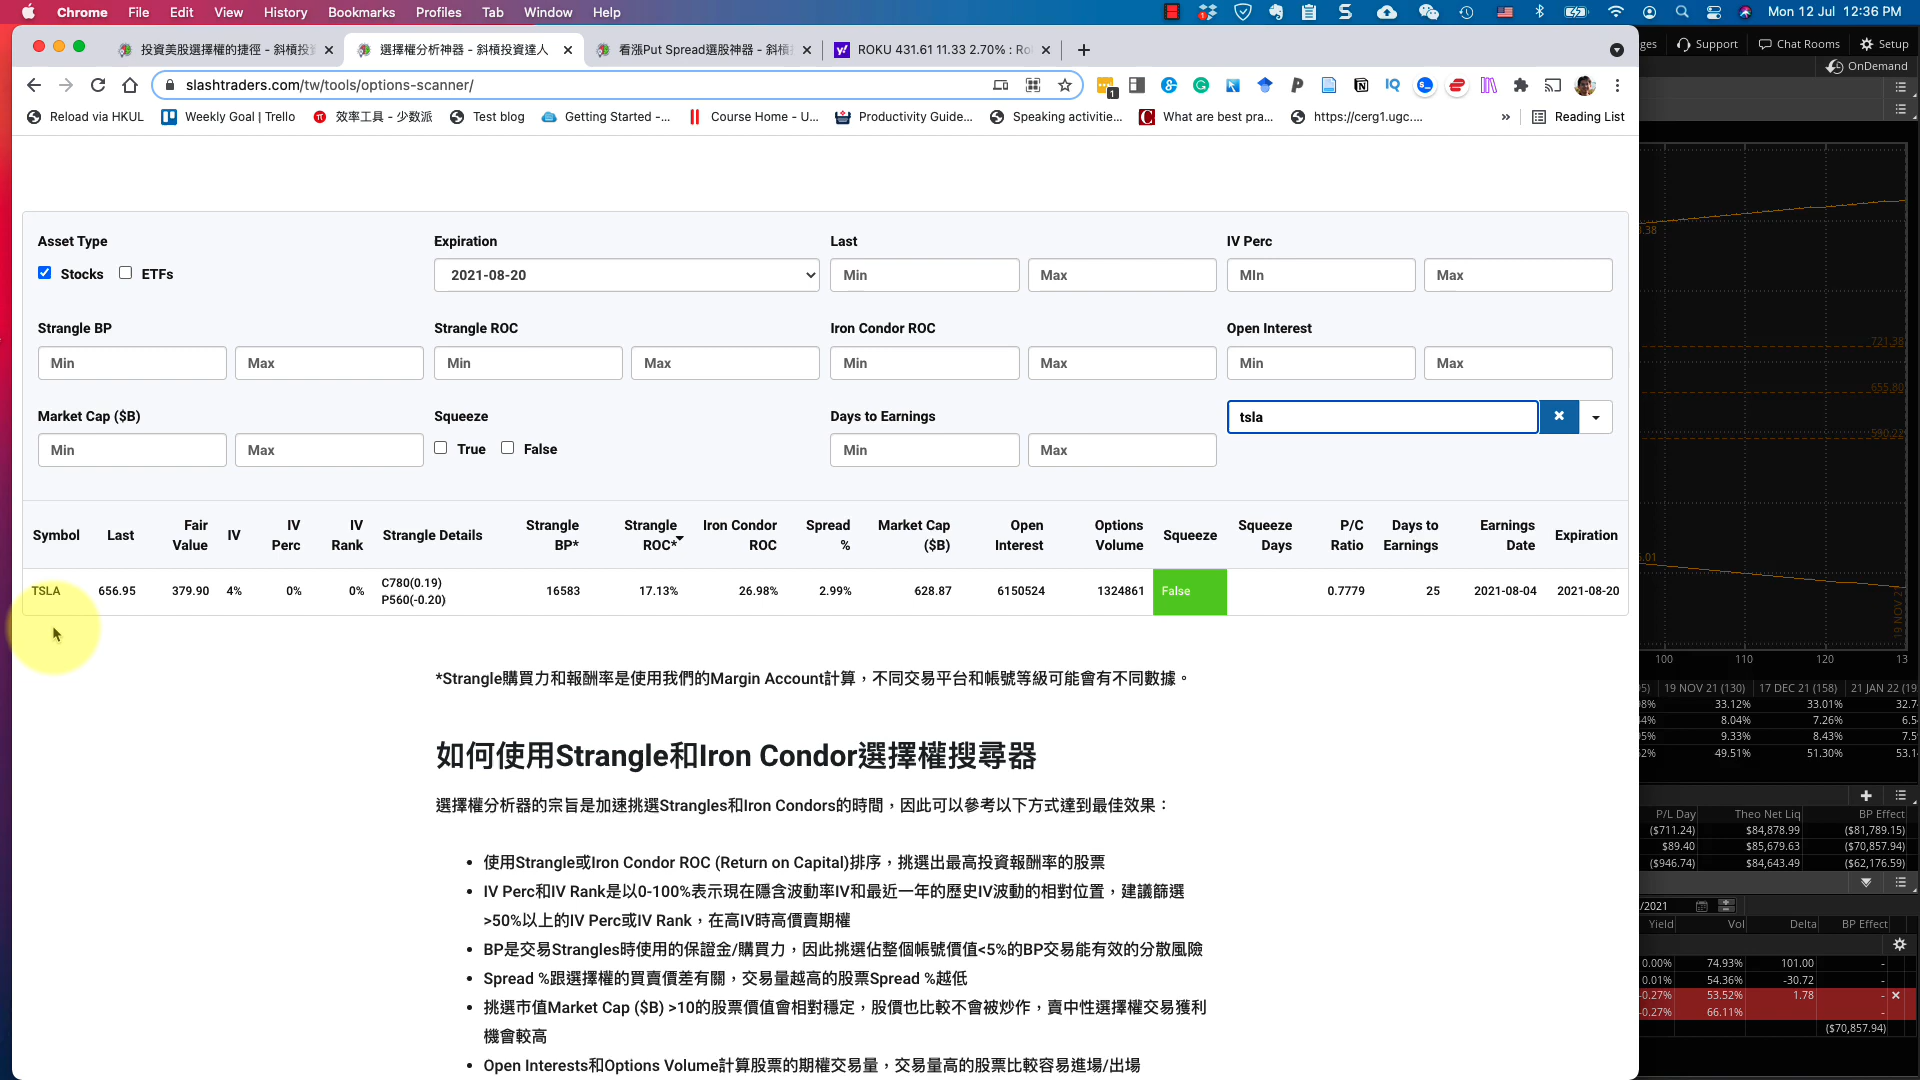 Chrome File Edit View History Bookmarks Profiles Tab Window Help Mon 12 Jul 12:36 PM
投資美股選擇權的捷徑 - 斜槓投資
選擇權分析神器 - 斜槓投資達人
看漲Put Spread選股神器 - 斜槓
ROKU 431.61 11.33 2.70% : Ro
slashtraders.com/tw/tools/options-scanner/
Reload via HKUL Weekly Goal | Trello 效率工具 - 少数派 Test blog Getting Started -... Course Home - U... Productivity Guide... Speaking activitie... What are best pra... https://cerg1.ugc.... » Reading List
Support Chat Rooms Setup
OnDemand
Asset Type Expiration Last IV Perc
Stocks ETFs 2021-08-20 Min Max MIn Max
Strangle BP Strangle ROC Iron Condor ROC Open Interest
Min Max Min Max Min Max Min Max
Market Cap ($B) Squeeze Days to Earnings tsla
Min Max True False Min Max
Symbol Last Fair Value IV IV Perc IV Rank Strangle Details Strangle BP* Strangle ROC* Iron Condor ROC Spread % Market Cap ($B) Open Interest Options Volume Squeeze Squeeze Days P/C Ratio Days to Earnings Earnings Date Expiration
TSLA 656.95 379.90 4% 0% 0% C780(0.19) P560(-0.20) 16583 17.13% 26.98% 2.99% 628.87 6150524 1324861 False 0.7779 25 2021-08-04 2021-08-20
*Strangle購買力和報酬率是使用我們的Margin Account計算，不同交易平台和帳號等級可能會有不同數據。
如何使用Strangle和Iron Condor選擇權搜尋器
選擇權分析器的宗旨是加速挑選Strangles和Iron Condors的時間，因此可以參考以下方式達到最佳效果：
• 使用Strangle或Iron Condor ROC (Return on Capital)排序，挑選出最高投資報酬率的股票
• IV Perc和IV Rank是以0-100%表示現在隱含波動率IV和最近一年的歷史IV波動的相對位置，建議篩選
>50%以上的IV Perc或IV Rank，在高IV時高價賣期權
• BP是交易Strangles時使用的保證金/購買力，因此挑選佔整個帳號價值<5%的BP交易能有效的分散風險
• Spread %跟選擇權的買賣價差有關，交易量越高的股票Spread %越低
• 挑選市值Market Cap ($B) >10的股票價值會相對穩定，股價也比較不會被炒作，賣中性選擇權交易獲利
機會較高
• Open Interests和Options Volume計算股票的期權交易量，交易量高的股票比較容易進場/出場
721.38
655.80
590.22
19 NOV 21
100 110 120 13
19 NOV 21 (130) 17 DEC 21 (158) 21 JAN 22 (19
33.12% 33.01% 32.7
8.04% 7.26% 6.5
9.33% 8.43% 7.5
49.51% 51.30% 53.1
P/L Day Theo Net Liq BP Effect
($711.24) $84,878.99 ($81,789.15)
$89.40 $85,679.63 ($70,857.94)
($946.74) $84,643.49 ($62,176.59)
/2021
Yield Vol Delta BP Effect
0.00% 74.93% 101.00 -
0.01% 54.36% -30.72 -
-0.27% 53.52% 1.78 -
-0.27% 66.11% -
($70,857.94)